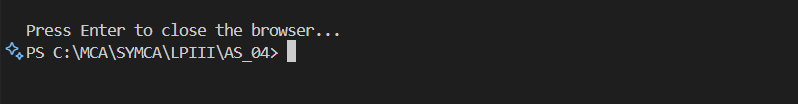 Press Enter to close the browser...
PS C:\MCA\SYMCA\LPIII\AS_04>